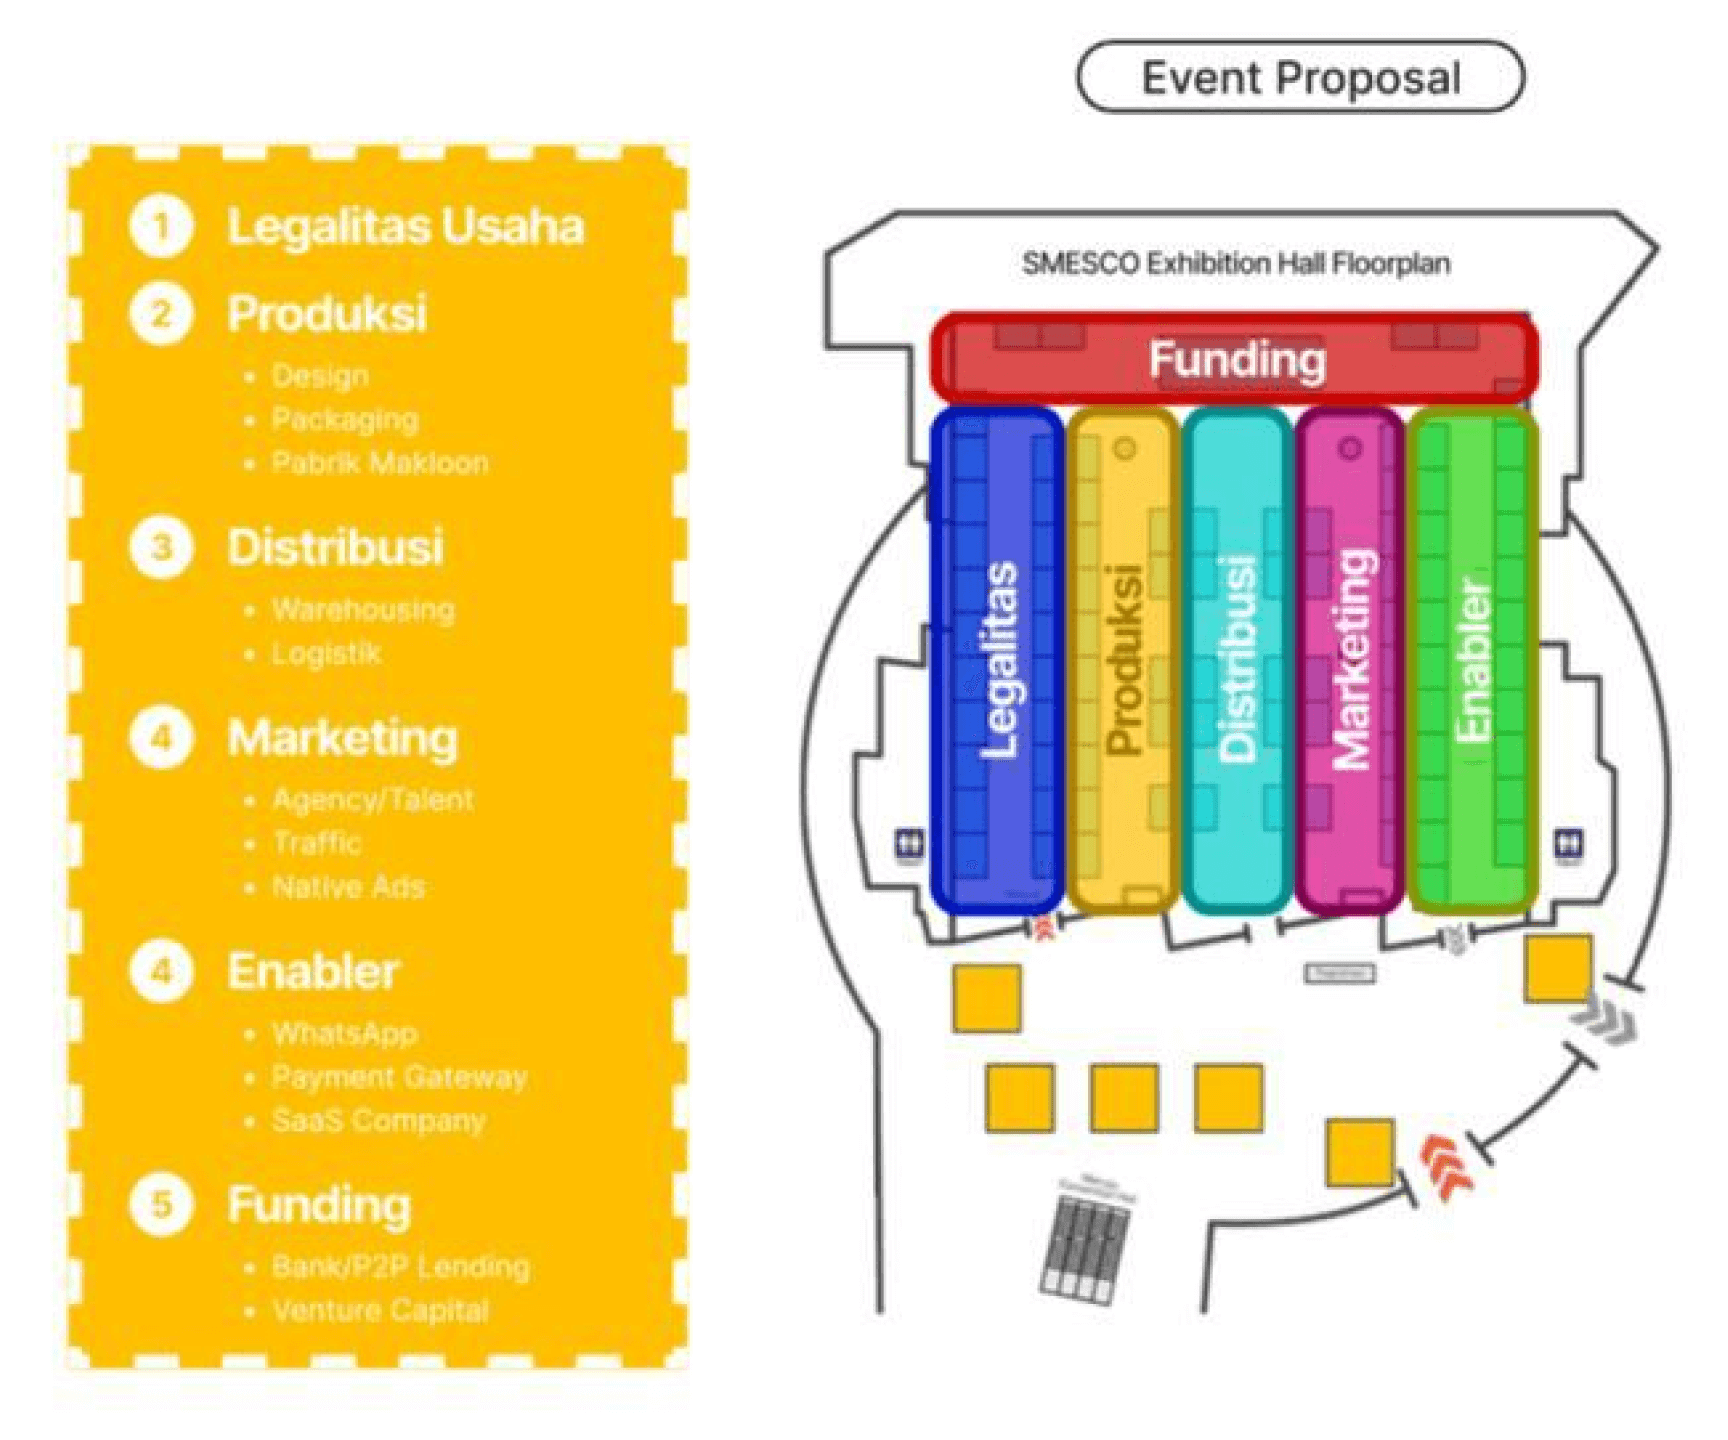 Event Proposal
1 Legalitas Usaha
2 Produksi
• Design
• Packaging
• Pabrik Makloon
3 Distribusi
• Warehousing
• Logistik
4 Marketing
• Agency/Talent
• Traffic
• Native Ads
4 Enabler
• WhatsApp
• Payment Gateway
• SaaS Company
5 Funding
• Bank/P2P Lending
• Venture Capital
SMESCO Exhibition Hall Floorplan
Funding
Legalitas
Produksi
Distribusi
Marketing
Enabler